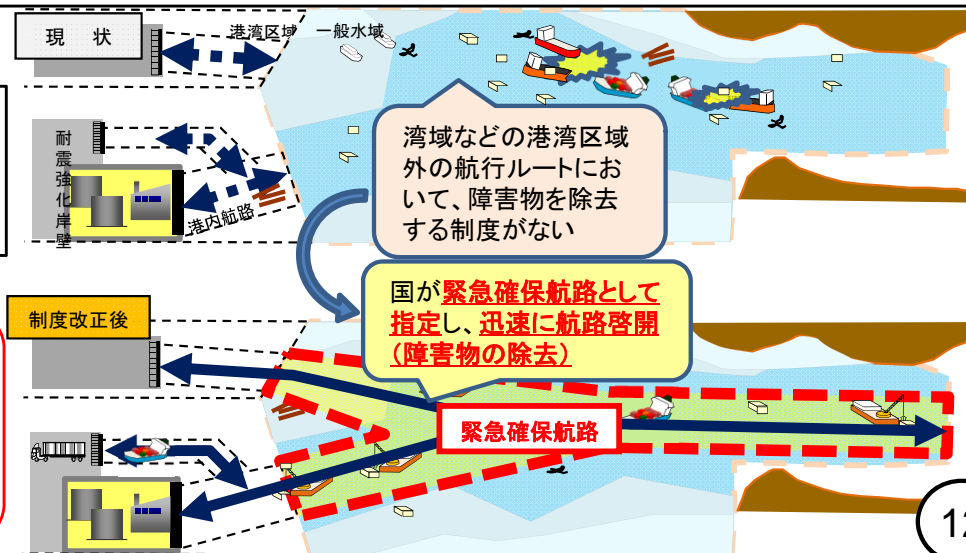 現 状
港湾区域 一般水域
耐震強化岸壁
港内航路
湾域などの港湾区域
外の航行ルートにお
いて、障害物を除去
する制度がない
国が緊急確保航路として
指定し、迅速に航路啓開
(障害物の除去)
制度改正後
緊急確保航路
12